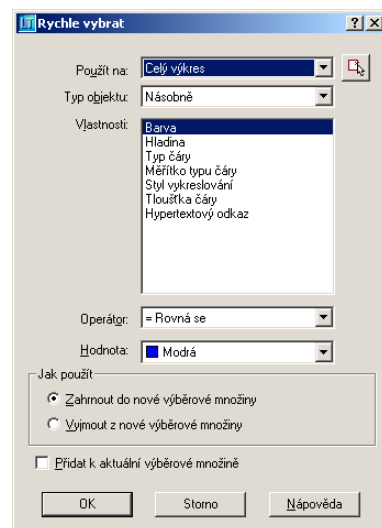 LT Rychle vybrat
Použít na: Celý výkres
Typ objektu: Násobně
Vlastnosti: Barva
Hladina
Typ čáry
Měřítko typu čáry
Styl vykreslování
Tloušťka čáry
Hypertextový odkaz
Operátor: = Rovná se
Hodnota: Modrá
Jak použít
Zahrnout do nové výběrové množiny
Vyjmout z nové výběrové množiny
Přidat k aktuální výběrové množině
OK Storno Nápověda